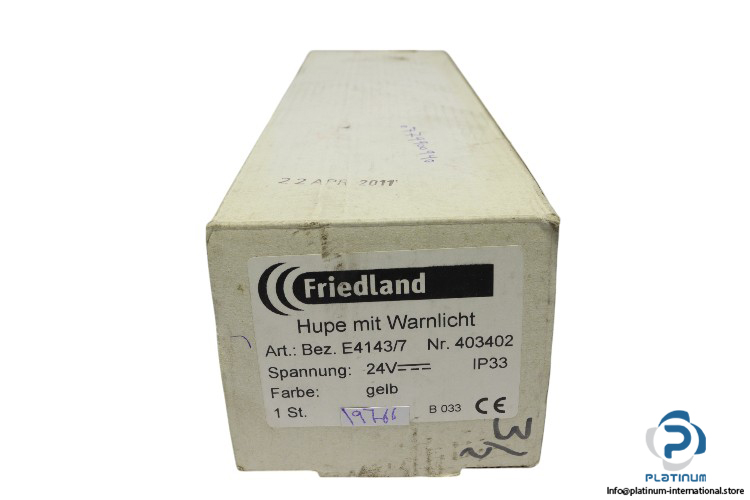 22 APR 2011
Friedland
Hupe mit Warnlicht
Art.: Bez. E4143/7 Nr. 403402
Spannung: 24V IP33
Farbe: gelb
1 St. 19766 B 033 CE
PLATINUM
Info@platinum-international.store